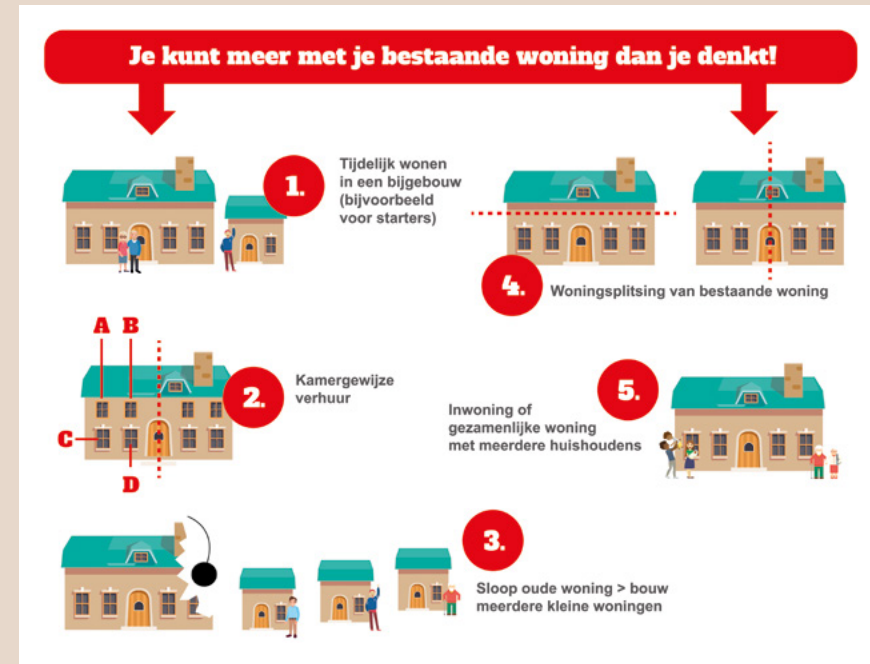 Je kunt meer met je bestaande woning dan je denkt!
1.
Tijdelijk wonen
in een bijgebouw
(bijvoorbeeld
voor starters)
4.
Woningsplitsing van bestaande woning
A B
C
D
2.
Kamergewijze
verhuur
5.
Inwoning of
gezamenlijke woning
met meerdere huishoudens
3.
Sloop oude woning > bouw
meerdere kleine woningen